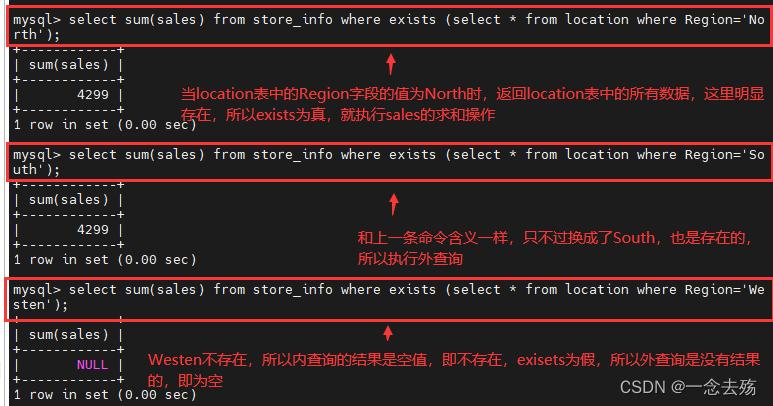 mysql> select sum(sales) from store_info where exists (select * from location where Region='No
rth');
+------------+
| sum(sales) |
+------------+
|       4299 |
+------------+
1 row in set (0.00 sec)
当location表中的Region字段的值为North时，返回location表中的所有数据，这里明显
存在，所以exists为真，就执行sales的求和操作
mysql> select sum(sales) from store_info where exists (select * from location where Region='So
uth');
+------------+
| sum(sales) |
+------------+
|       4299 |
+------------+
1 row in set (0.00 sec)
和上一条命令含义一样，只不过换成了South，也是存在的，
所以执行外查询
mysql> select sum(sales) from store_info where exists (select * from location where Region='We
sten');
+------------+
| sum(sales) |
+------------+
|       NULL |
+------------+
1 row in set (0.00 sec)
Westen不存在，所以内查询的结果是空值，即不存在，exisets为假，所以外查询是没有结果
的，即为空
CSDN @一念去殇